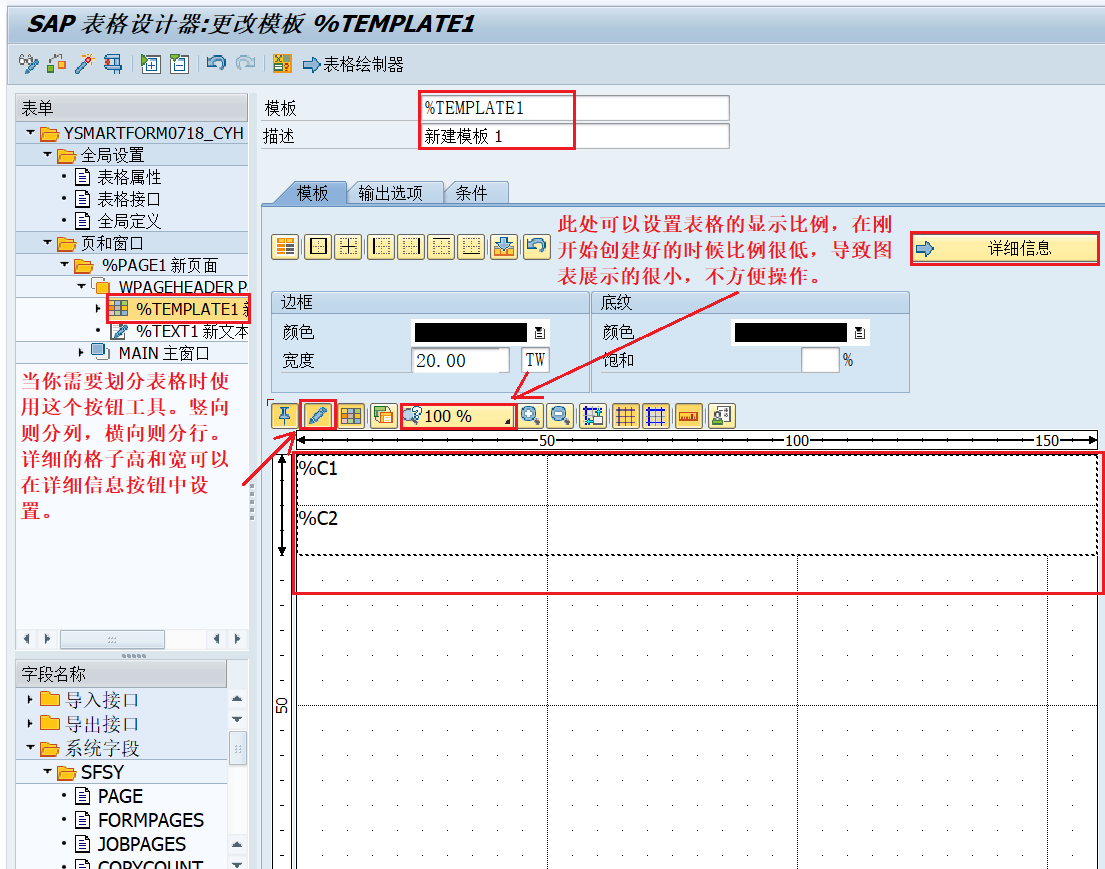 SAP 表格设计器:更改模板 %TEMPLATE1
表格绘制器
表单
YSMARTFORM0718_CYH
全局设置
表格属性
表格接口
全局定义
页和窗口
%PAGE1 新页面
WPAGEHEADER P
%TEMPLATE1 新
%TEXT1 新文本
MAIN 主窗口
当你需要划分表格时使
用这个按钮工具。竖向
则分列，横向则分行。
详细的格子高和宽可以
在详细信息按钮中设
置。
字段名称
导入接口
导出接口
系统字段
SFSY
PAGE
FORMPAGES
JOBPAGES
COPYCOUNT
模板 %TEMPLATE1
描述 新建模板 1
模板 输出选项 条件
此处可以设置表格的显示比例，在刚
开始创建好的时候比例很低，导致图
表展示的很小，不方便操作。
详细信息
边框 底纹
颜色 颜色
宽度 20.00 TW 饱和 %
100 %
50 100 150
%C1
%C2
50